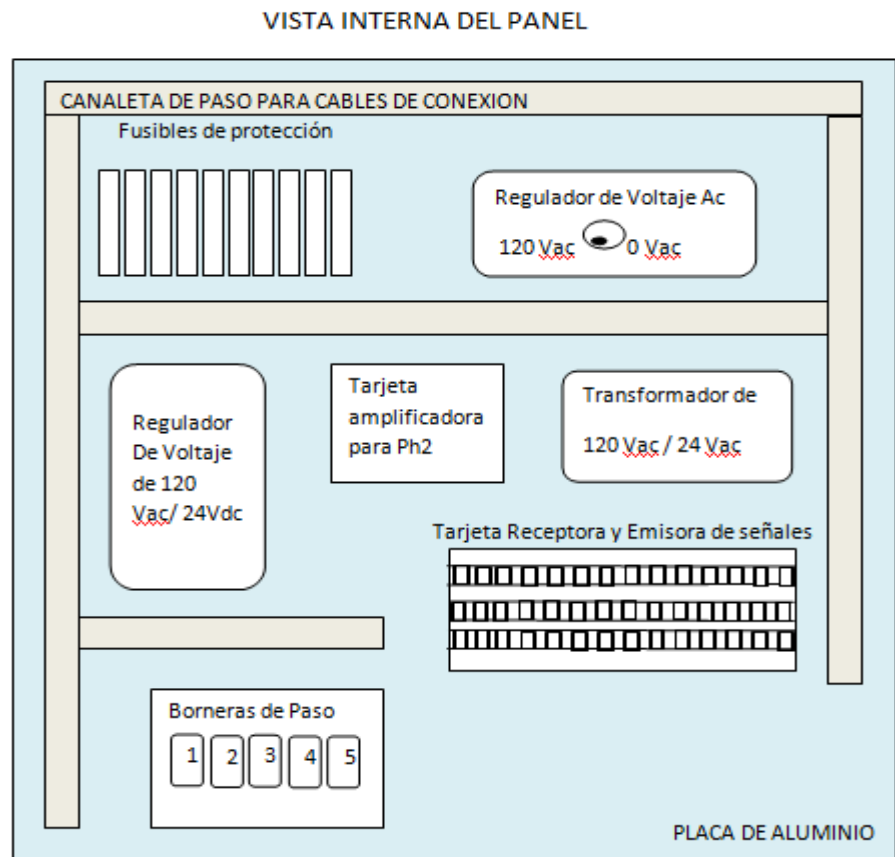 VISTA INTERNA DEL PANEL
CANALETA DE PASO PARA CABLES DE CONEXION
Fusibles de protección
Regulador de Voltaje Ac
120 Vac 0 Vac
Regulador
De Voltaje
de 120
Vac/ 24Vdc
Tarjeta
amplificadora
para Ph2
Transformador de
120 Vac / 24 Vac
Tarjeta Receptora y Emisora de señales
Borneras de Paso
1 2 3 4 5
PLACA DE ALUMINIO